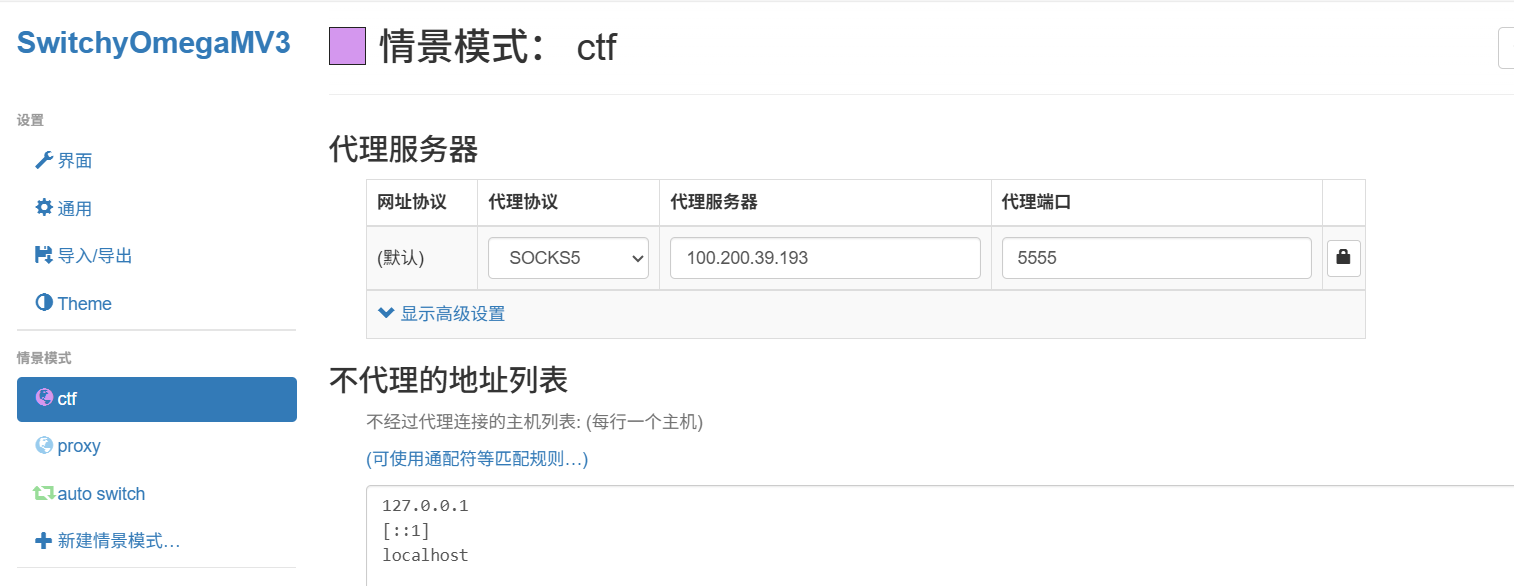 SwitchyOmegaMV3
设置
界面
通用
导入/导出
Theme
情景模式
ctf
proxy
auto switch
新建情景模式…
情景模式： ctf
代理服务器
网址协议 代理协议 代理服务器 代理端口
(默认) SOCKS5 100.200.39.193 5555
显示高级设置
不代理的地址列表
不经过代理连接的主机列表: (每行一个主机)
(可使用通配符等匹配规则…)
127.0.0.1
[::1]
localhost